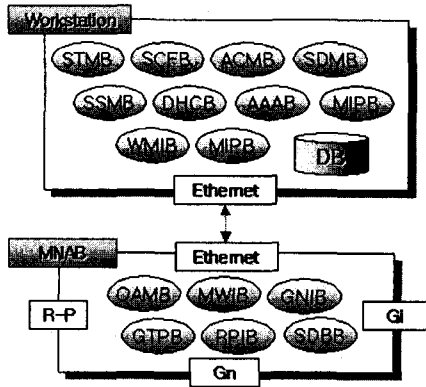 Workstation
STMB SCFB ACMB SDMB
SSMB DHCB AAAB MIPB
WMIB MIPB DB
Ethernet
MNAB Ethernet
OAMB MWIB GNIB
R-P Gi
GTPB RPIB SDBB
Gn